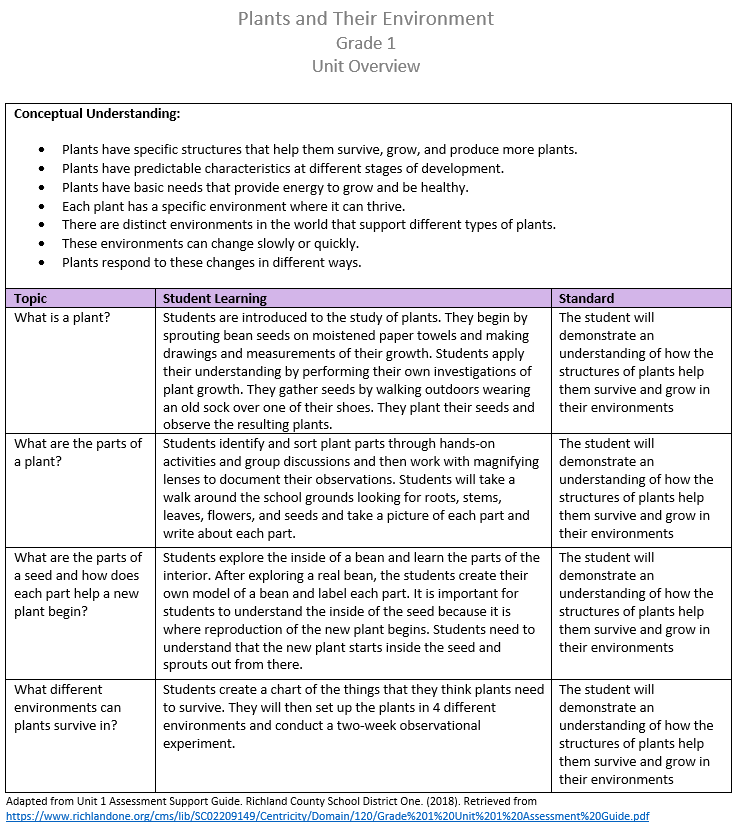 Plants and Their Environment
Grade 1
Unit Overview
Conceptual Understanding:
• Plants have specific structures that help them survive, grow, and produce more plants.
• Plants have predictable characteristics at different stages of development.
• Plants have basic needs that provide energy to grow and be healthy.
• Each plant has a specific environment where it can thrive.
• There are distinct environments in the world that support different types of plants.
• These environments can change slowly or quickly.
• Plants respond to these changes in different ways.
Topic
Student Learning
Standard
What is a plant?
Students are introduced to the study of plants. They begin by
sprouting bean seeds on moistened paper towels and making
drawings and measurements of their growth. Students apply
their understanding by performing their own investigations of
plant growth. They gather seeds by walking outdoors wearing
an old sock over one of their shoes. They plant their seeds and
observe the resulting plants.
The student will
demonstrate an
understanding of how the
structures of plants help
them survive and grow in
their environments
What are the parts of
a plant?
Students identify and sort plant parts through hands-on
activities and group discussions and then work with magnifying
lenses to document their observations. Students will take a
walk around the school grounds looking for roots, stems,
leaves, flowers, and seeds and take a picture of each part and
write about each part.
The student will
demonstrate an
understanding of how the
structures of plants help
them survive and grow in
their environments
What are the parts of
a seed and how does
each part help a new
plant begin?
Students explore the inside of a bean and learn the parts of the
interior. After exploring a real bean, the students create their
own model of a bean and label each part. It is important for
students to understand the inside of the seed because it is
where reproduction of the new plant begins. Students need to
understand that the new plant starts inside the seed and
sprouts out from there.
The student will
demonstrate an
understanding of how the
structures of plants help
them survive and grow in
their environments
What different
environments can
plants survive in?
Students create a chart of the things that they think plants need
to survive. They will then set up the plants in 4 different
environments and conduct a two-week observational
experiment.
The student will
demonstrate an
understanding of how the
structures of plants help
them survive and grow in
their environments
Adapted from Unit 1 Assessment Support Guide. Richland County School District One. (2018). Retrieved from
https://www.richlandone.org/cms/lib/SC02209149/Centricity/Domain/120/Grade%201%20Unit%201%20Assessment%20Guide.pdf